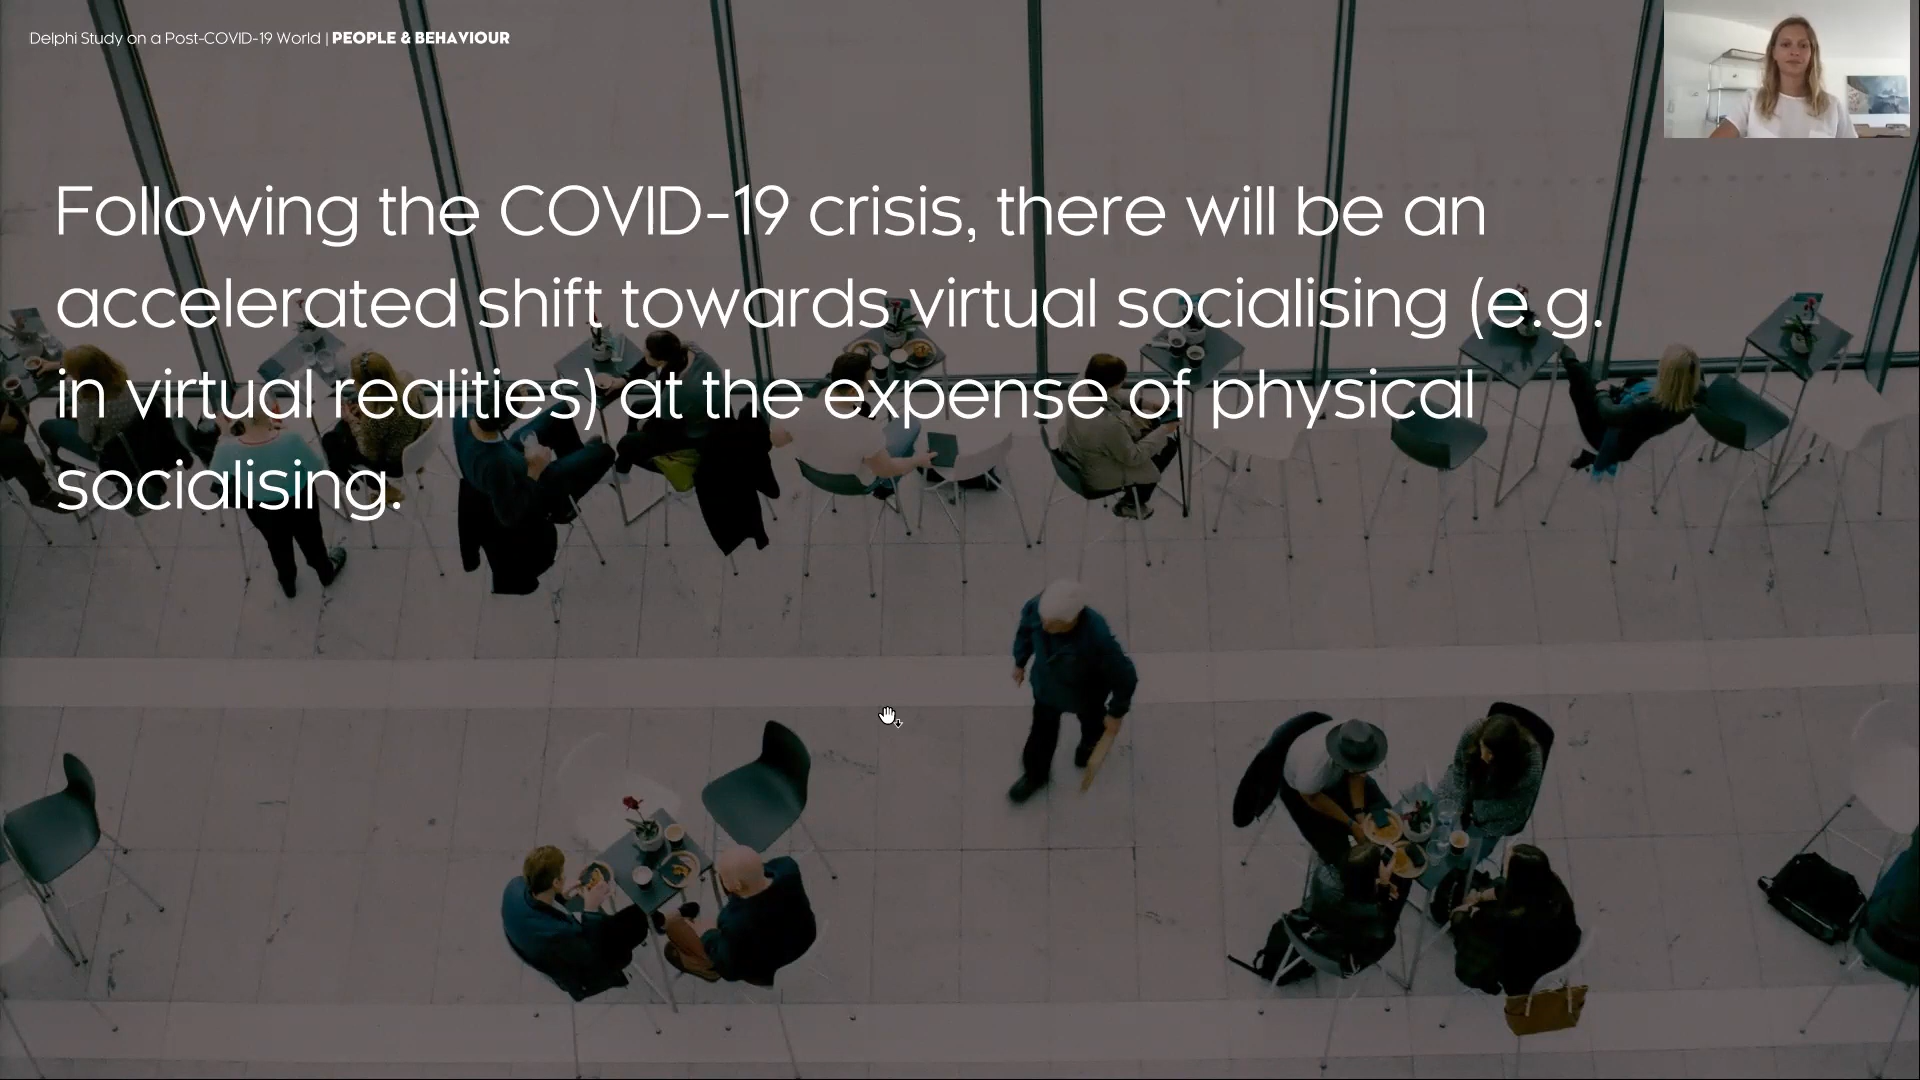 Delphi Study on a Post-COVID-19 World | PEOPLE & BEHAVIOUR
Following the COVID-19 crisis, there will be an
accelerated shift towards virtual socialising (e.g.
in virtual realities) at the expense of physical
socialising.